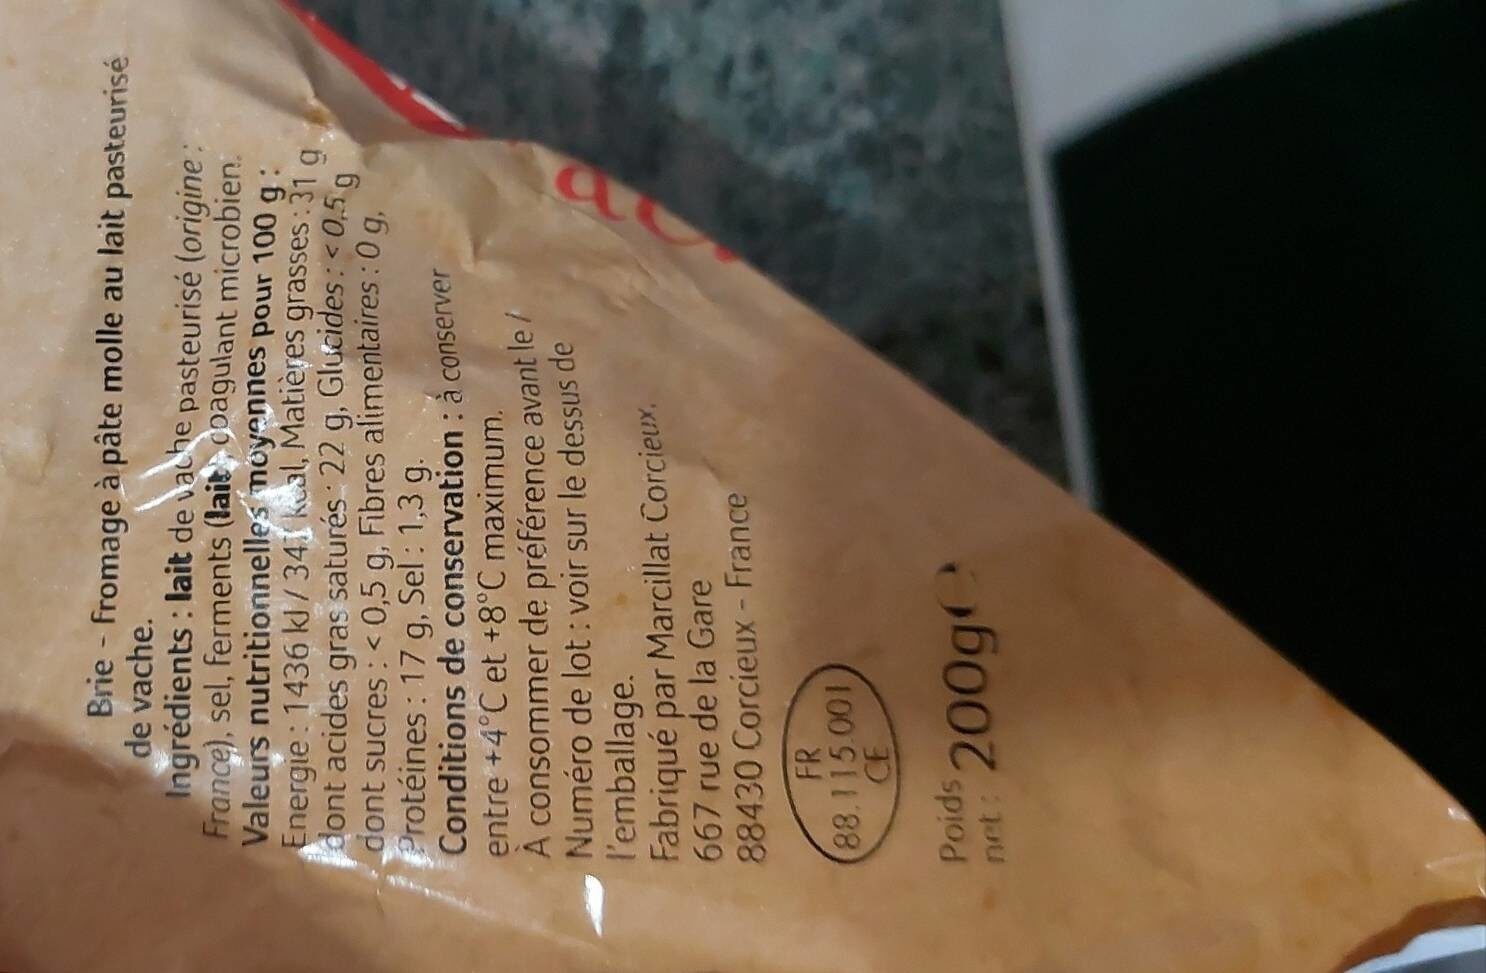 Brie - Fromage à pâte molle au lait pasteurisé
de vache.
Ingrédients : lait de vache pasteurisé (origine :
France), sel, ferments (lait), coagulant microbien.
Valeurs nutritionnelles moyennes pour 100 g :
Energie : 1436 kJ / 34 kcal, Matières grasses : 31 g
dont acides gras saturés : 22 g, Glucides : < 0,5 g
dont sucres : < 0,5 g, Fibres alimentaires : 0 g,
Protéines : 17 g, Sel : 1,3 g.
Conditions de conservation : à conserver
entre +4°C et +8°C maximum.
À consommer de préférence avant le /
Numéro de lot : voir sur le dessus de
l'emballage.
Fabriqué par Marcillat Corcieux,
667 rue de la Gare
88430 Corcieux - France
FR
88.115.001
CE
Poids
net : 200g